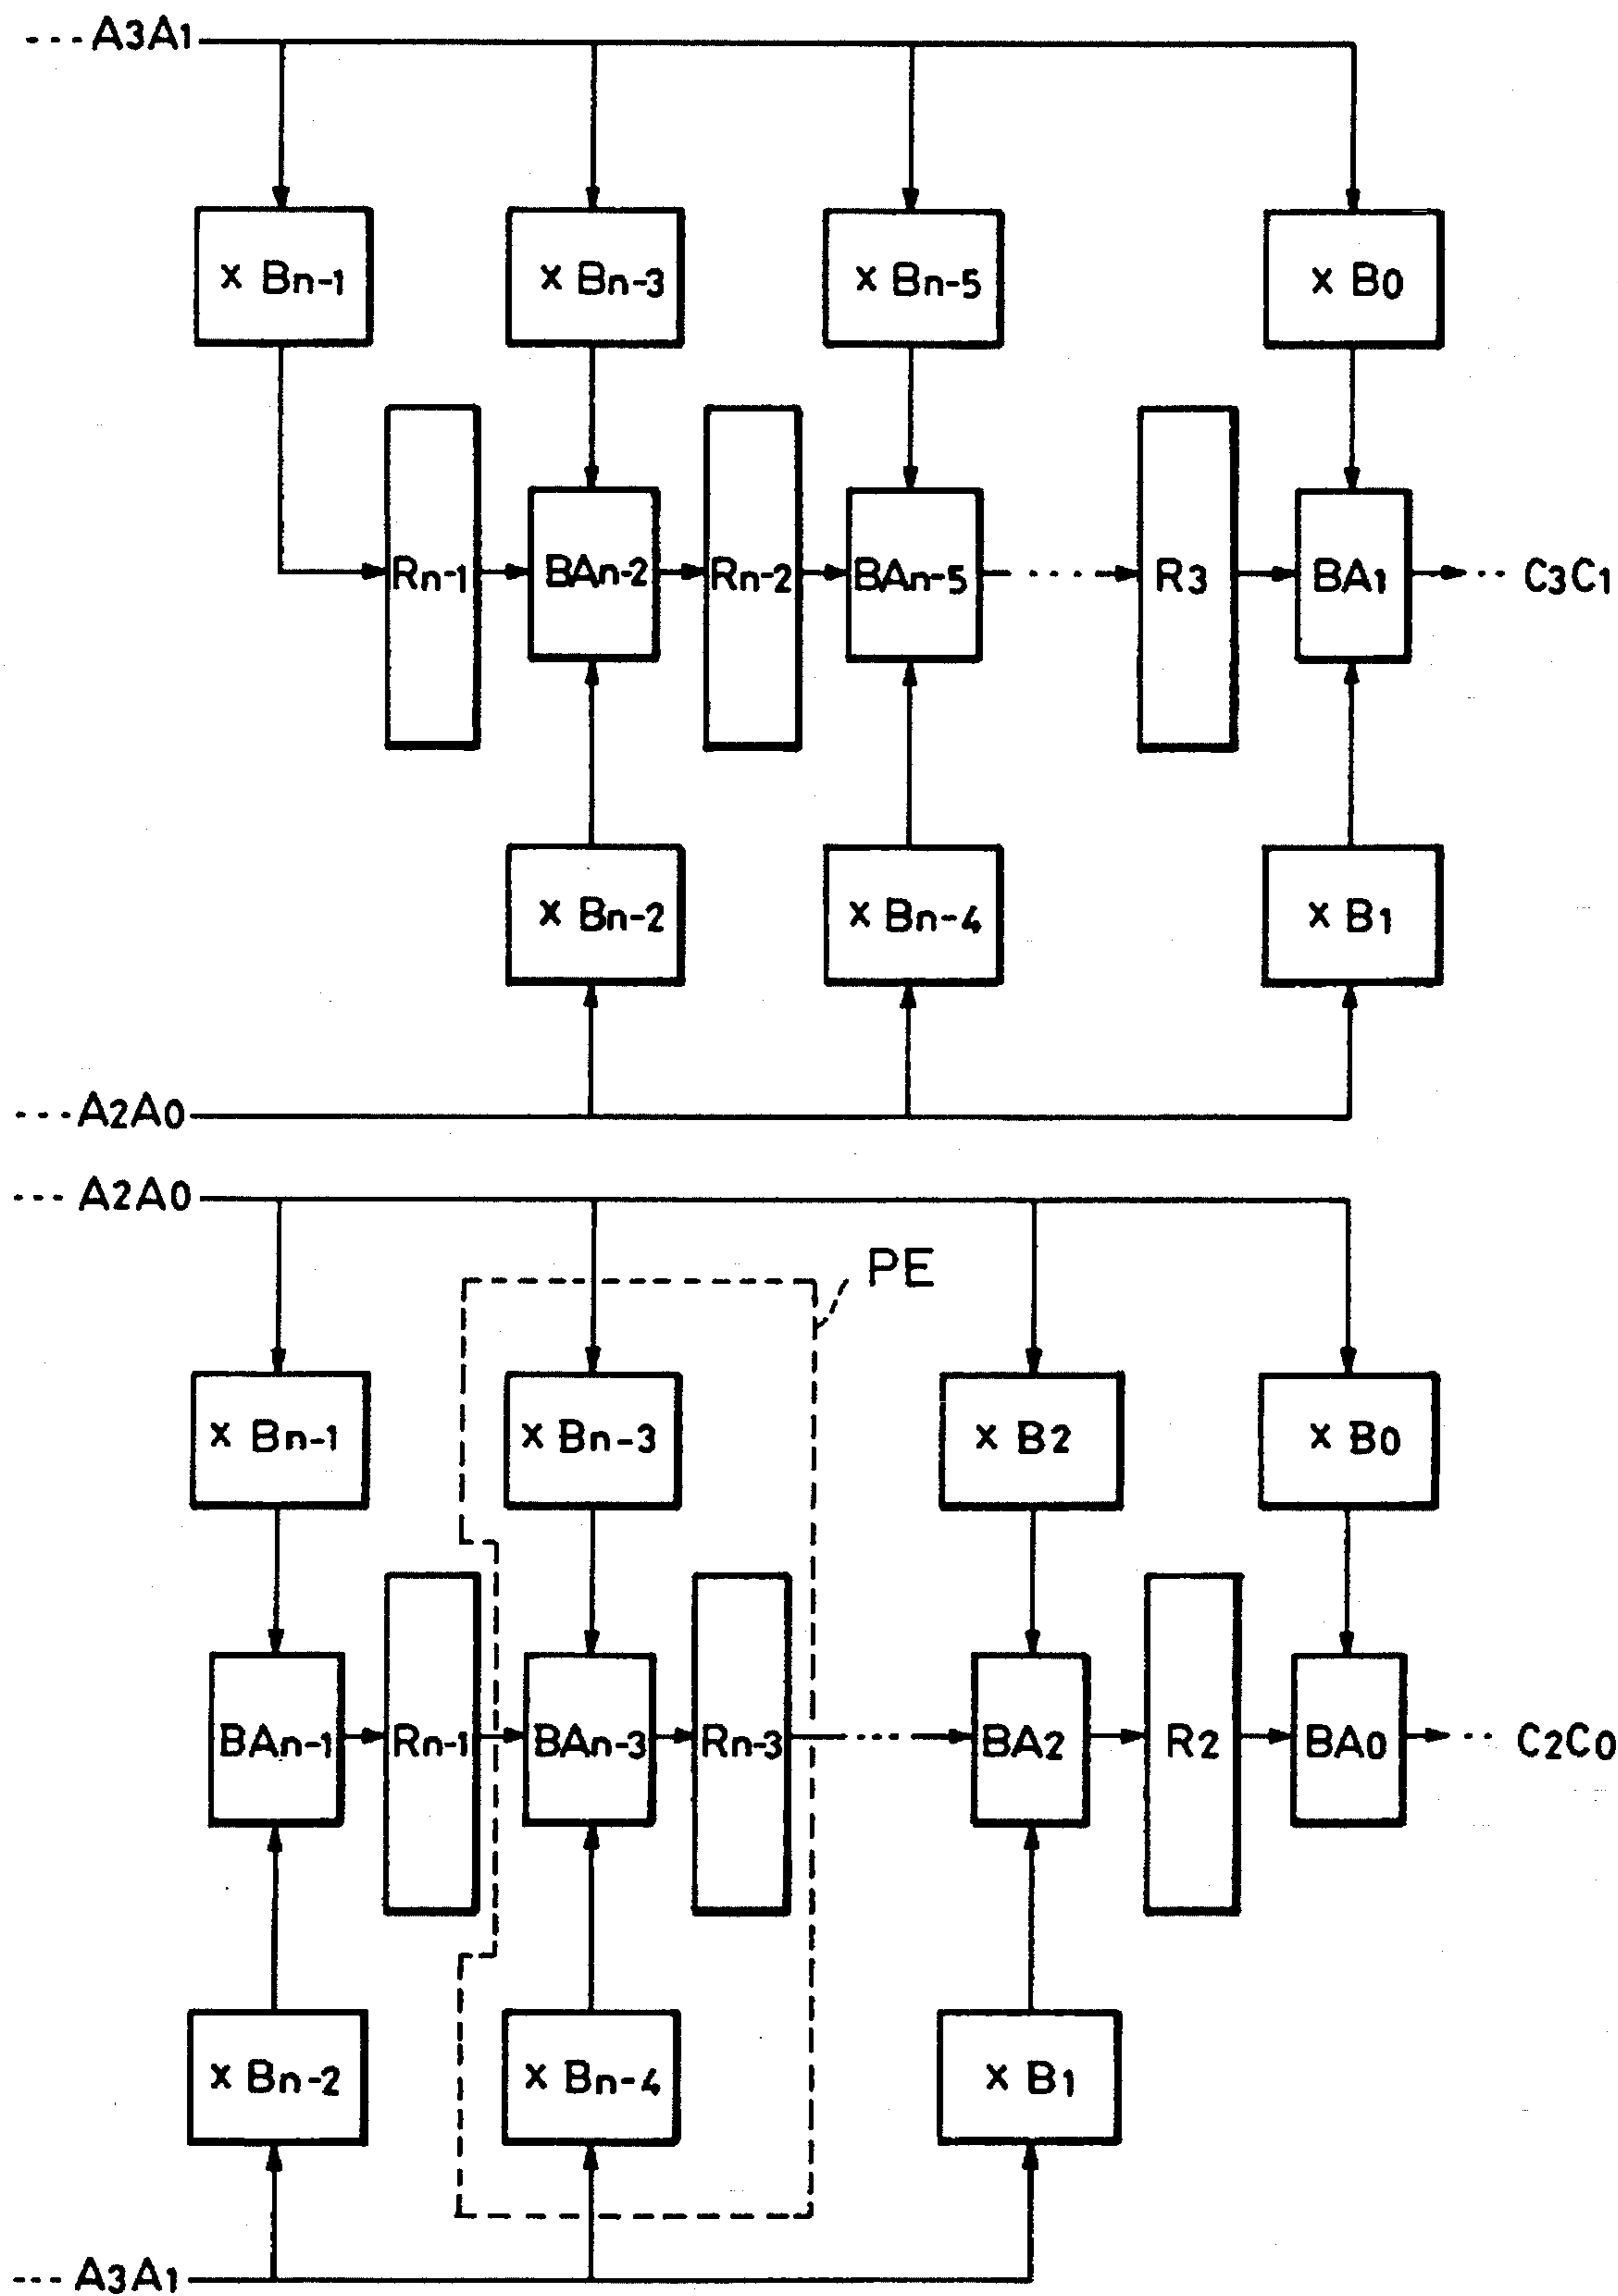 ---A3A1
× Bn-1 × Bn-3 × Bn-5 × B0
Rn-1 BAn-2 Rn-2 BAn-5 ... R3 BA1 ·· C3C1
× Bn-2 × Bn-4 × B1
---A2A0
---A2A0
PE
× Bn-1 × Bn-3 × B2 × B0
BAn-1 Rn-1 BAn-3 Rn-3 ... BA2 R2 BA0 ·· C2C0
× Bn-2 × Bn-4 × B1
---A3A1